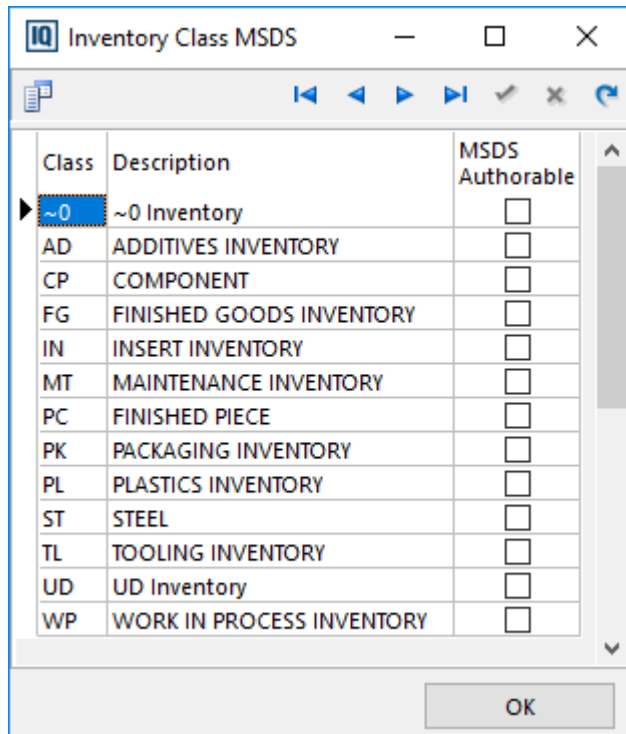 IQ Inventory Class MSDS
Class Description MSDS Authorable
~0 ~0 Inventory
AD ADDITIVES INVENTORY
CP COMPONENT
FG FINISHED GOODS INVENTORY
IN INSERT INVENTORY
MT MAINTENANCE INVENTORY
PC FINISHED PIECE
PK PACKAGING INVENTORY
PL PLASTICS INVENTORY
ST STEEL
TL TOOLING INVENTORY
UD UD Inventory
WP WORK IN PROCESS INVENTORY
OK